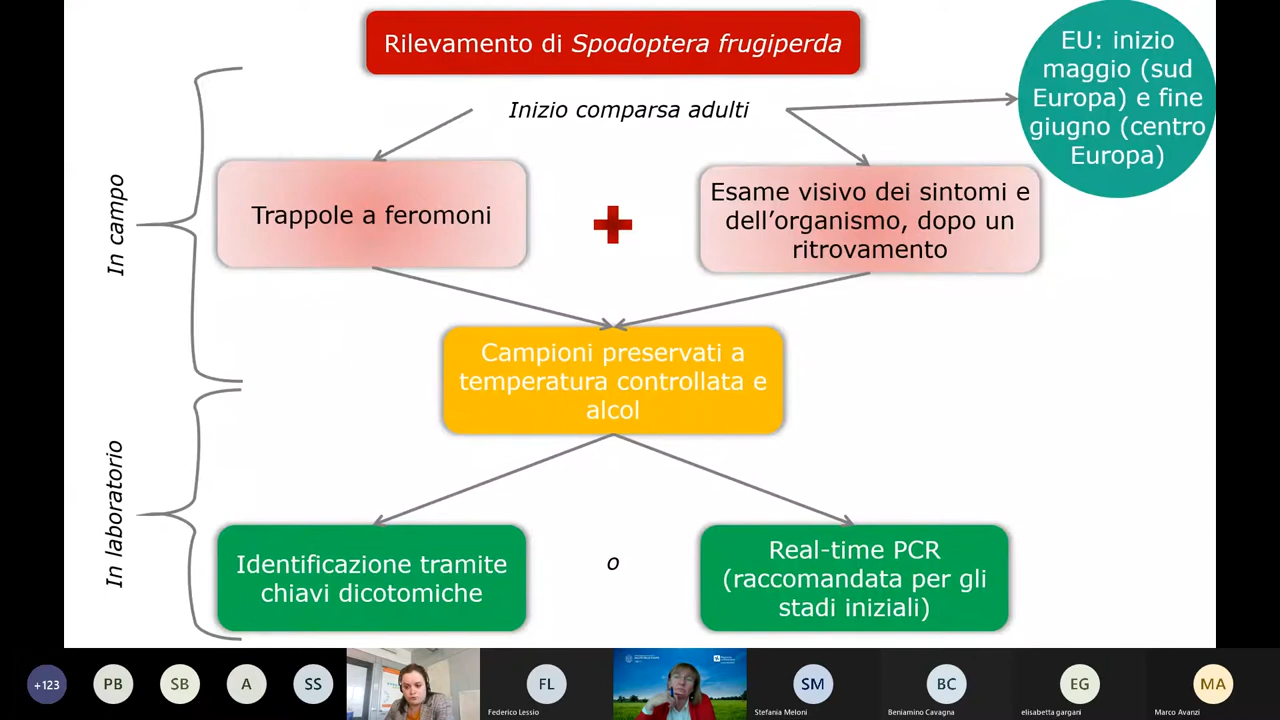 Rilevamento di Spodoptera frugiperda
EU: inizio
maggio (sud
Europa) e fine
giugno (centro
Europa)
Inizio comparsa adulti
In campo
Trappole a feromoni
Esame visivo dei sintomi e
dell’organismo, dopo un
ritrovamento
Campioni preservati a
temperatura controllata e
alcol
In laboratorio
Identificazione tramite
chiavi dicotomiche
o
Real-time PCR
(raccomandata per gli
stadi iniziali)
+123
PB
SB
A
SS
FL
Federico Lessio
SM
Stefania Meloni
BC
Beniamino Cavagna
EG
elisabetta gargani
MA
Marco Avanzi